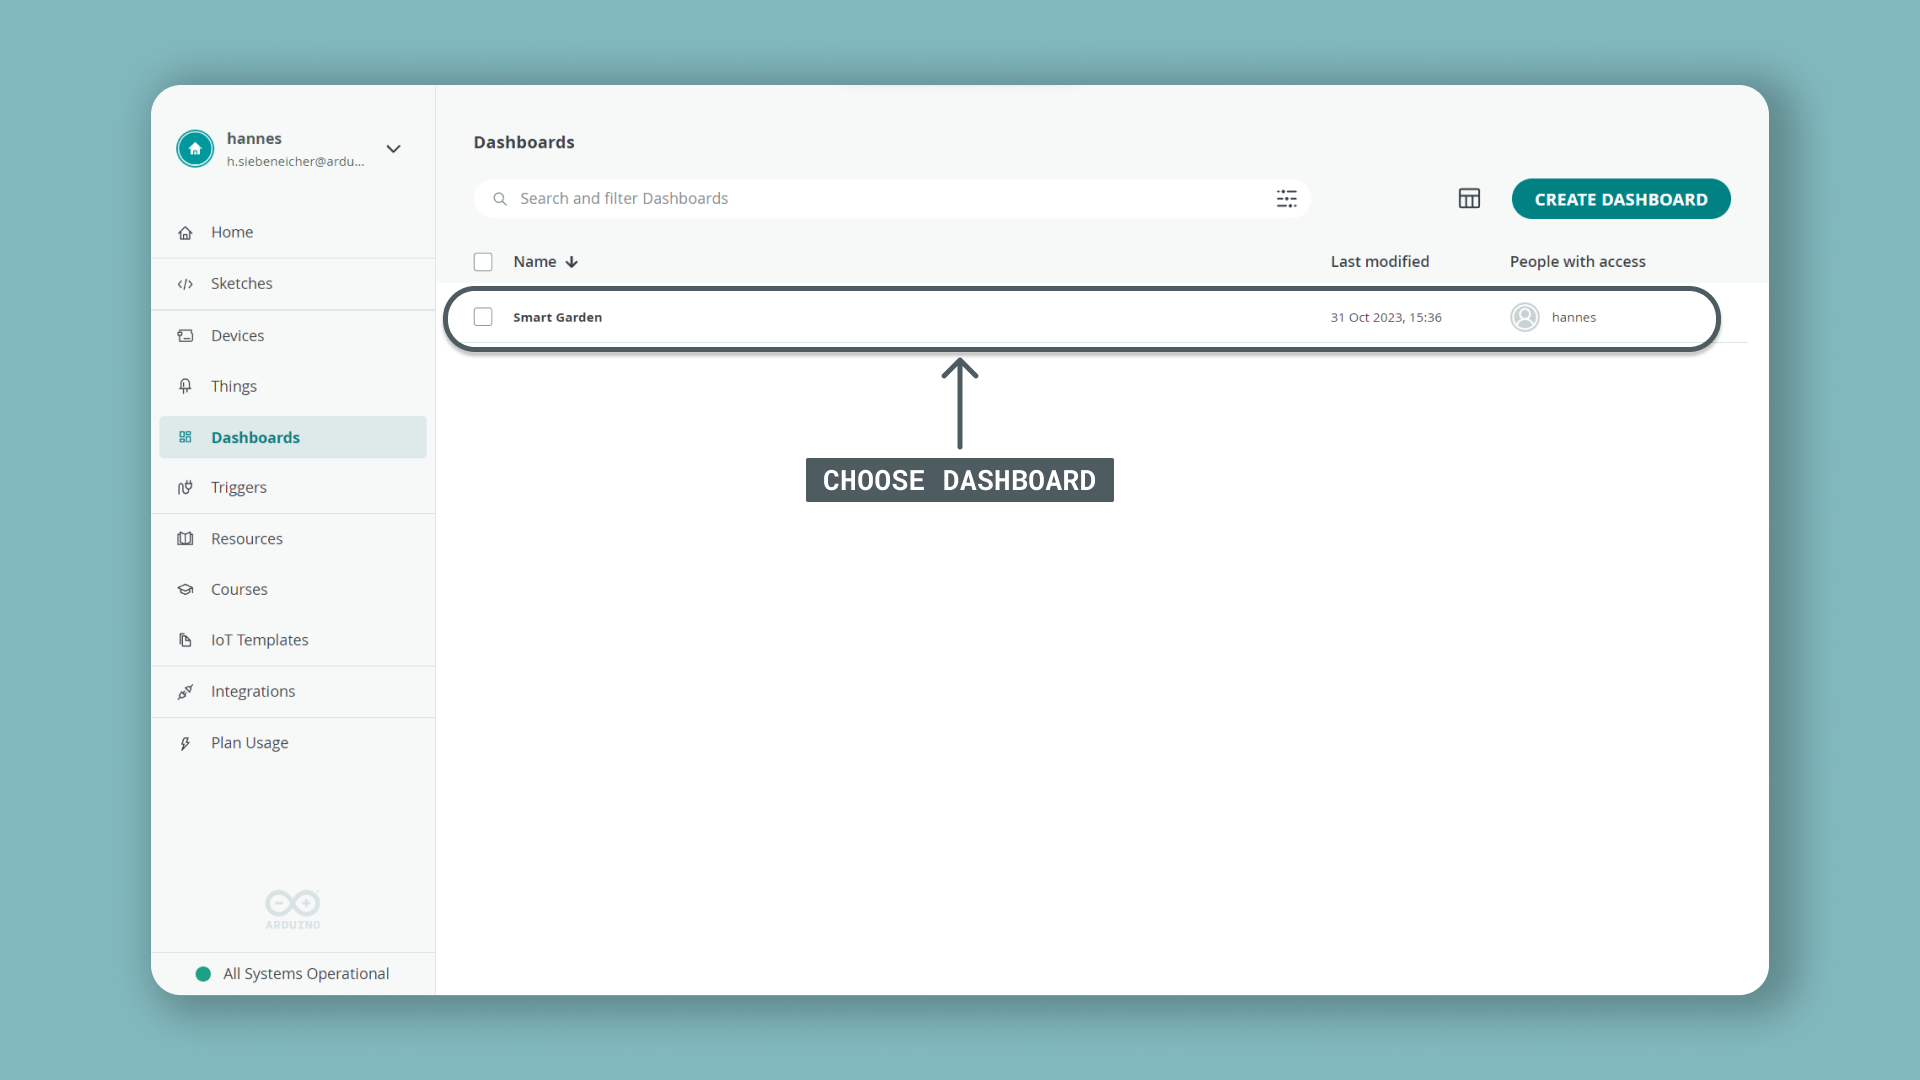 hannes
h.siebeneicher@ardu...
Home
Sketches
Devices
Things
Dashboards
Triggers
Resources
Courses
IoT Templates
Integrations
Plan Usage
ARDUINO
All Systems Operational
Dashboards
Search and filter Dashboards
CREATE DASHBOARD
Name Last modified People with access
Smart Garden 31 Oct 2023, 15:36 hannes
CHOOSE DASHBOARD